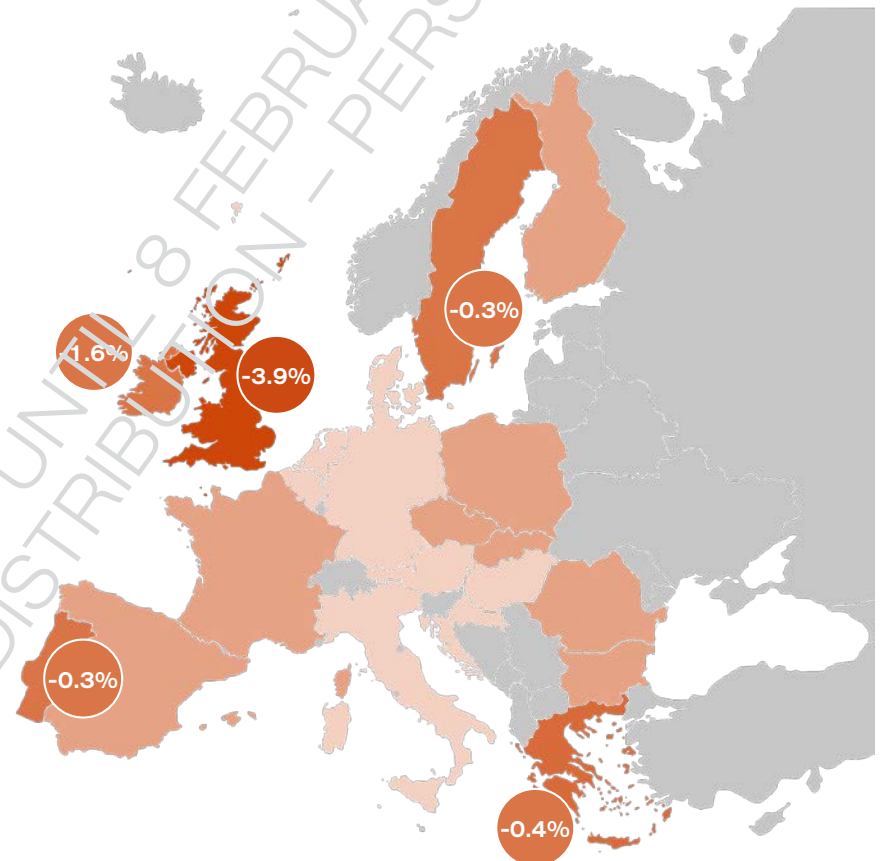 UNTIL 8 FEBRUA
DISTRIBUTION – PERS
-0.3%
-1.6%
-3.9%
-0.3%
-0.4%